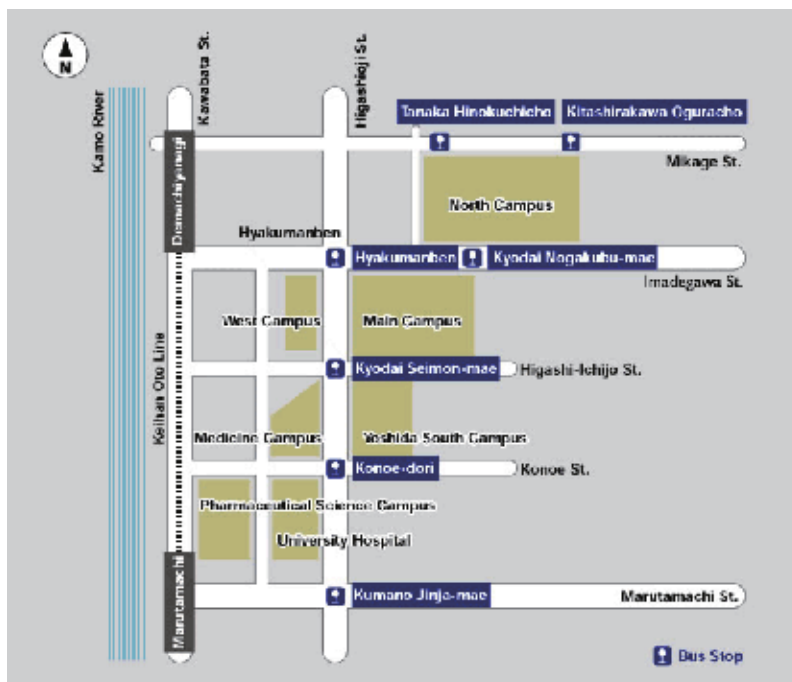 N
Kamo River
Kawabata St.
Higashioji St.
Tanaka Hinokuchicho
Kitashirakawa Oguracho
Mikage St.
Demachiyanagi
North Campus
Hyakumanben
Hyakumanben
Kyodai Nogakubu-mae
Imadegawa St.
West Campus
Main Campus
Keihan Oto Line
Kyodai Seimon-mae
Higashi-Ichijo St.
Medicine Campus
Yoshida South Campus
Konoe-dori
Konoe St.
Pharmaceutical Science Campus
University Hospital
Marutamachi
Kumano Jinja-mae
Marutamachi St.
Bus Stop